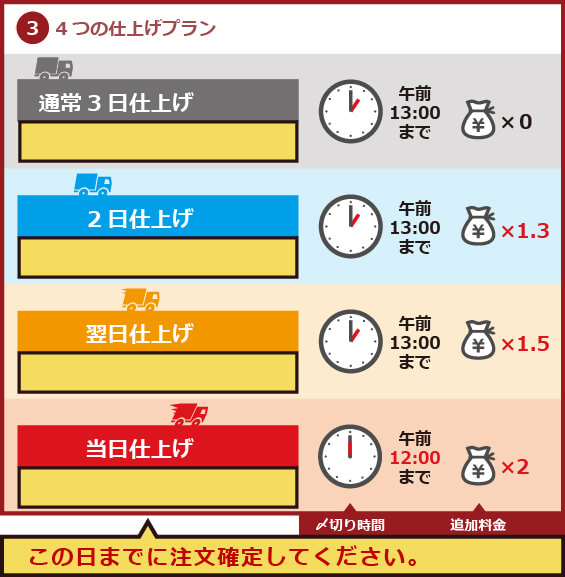 3 4つの仕上げプラン
通常3日仕上げ
午前
13:00
まで
¥ ×0
2日仕上げ
午前
13:00
まで
¥ ×1.3
翌日仕上げ
午前
13:00
まで
¥ ×1.5
当日仕上げ
午前
12:00
まで
¥ ×2
〆切り時間
追加料金
この日までに注文確定してください。